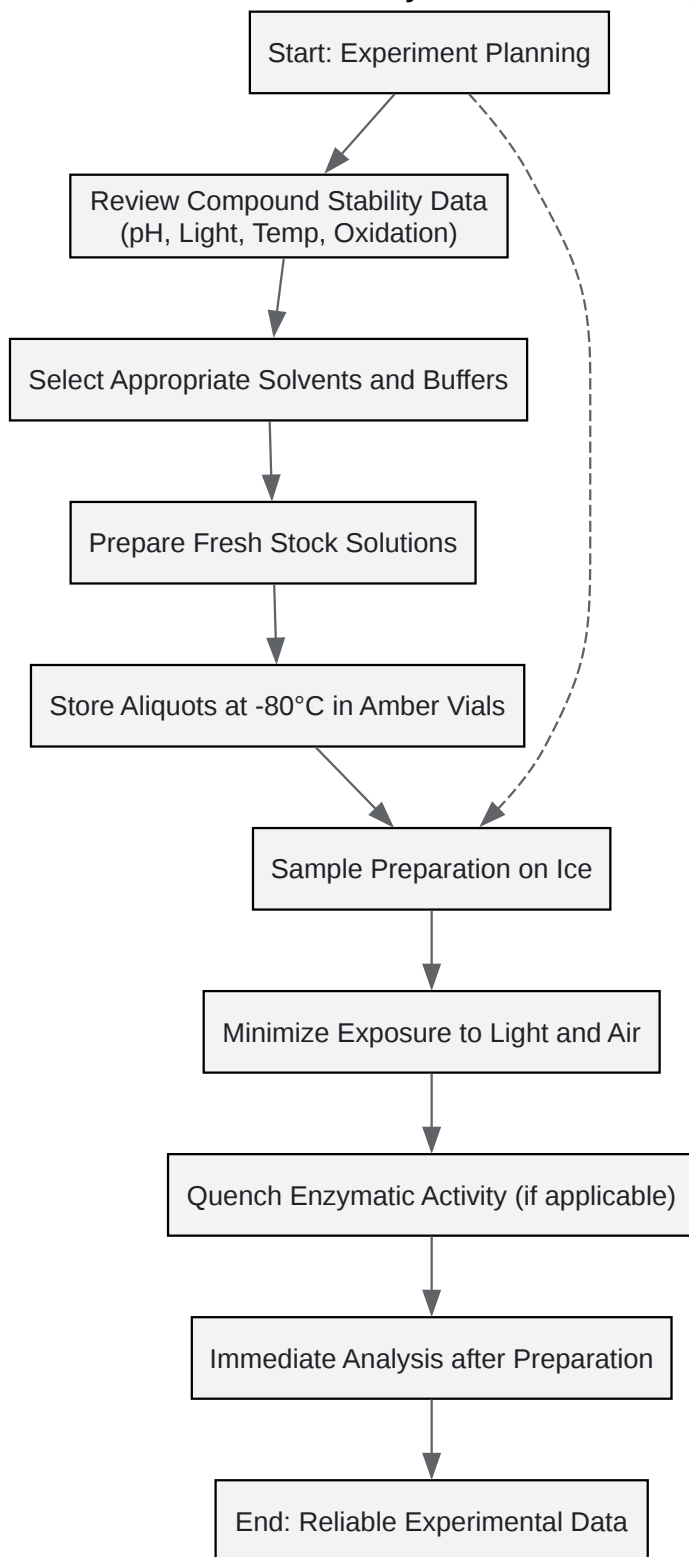 Start: Experiment Planning
Review Compound Stability Data
(pH, Light, Temp, Oxidation)
Select Appropriate Solvents and Buffers
Prepare Fresh Stock Solutions
Store Aliquots at -80°C in Amber Vials
Sample Preparation on Ice
Minimize Exposure to Light and Air
Quench Enzymatic Activity (if applicable)
Immediate Analysis after Preparation
End: Reliable Experimental Data